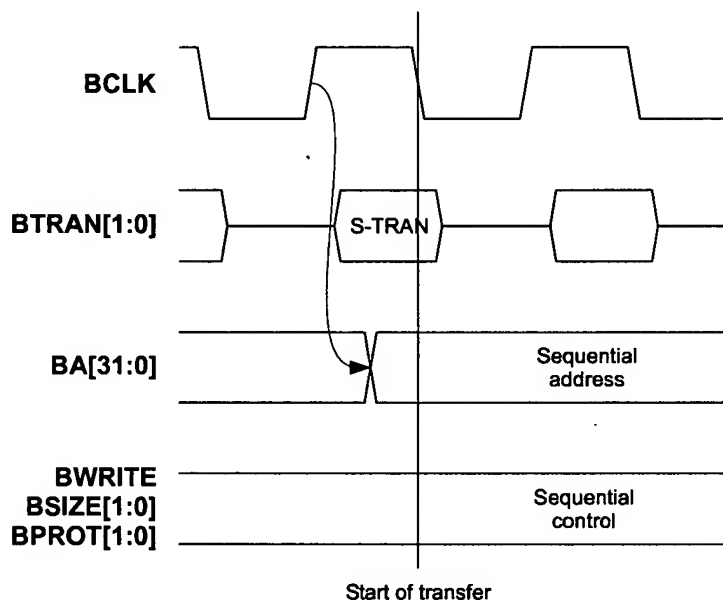 BCLK
BTRAN[1:0]
S-TRAN
BA[31:0]
Sequential
address
BWRITE
BSIZE[1:0]
BPROT[1:0]
Sequential
control
Start of transfer